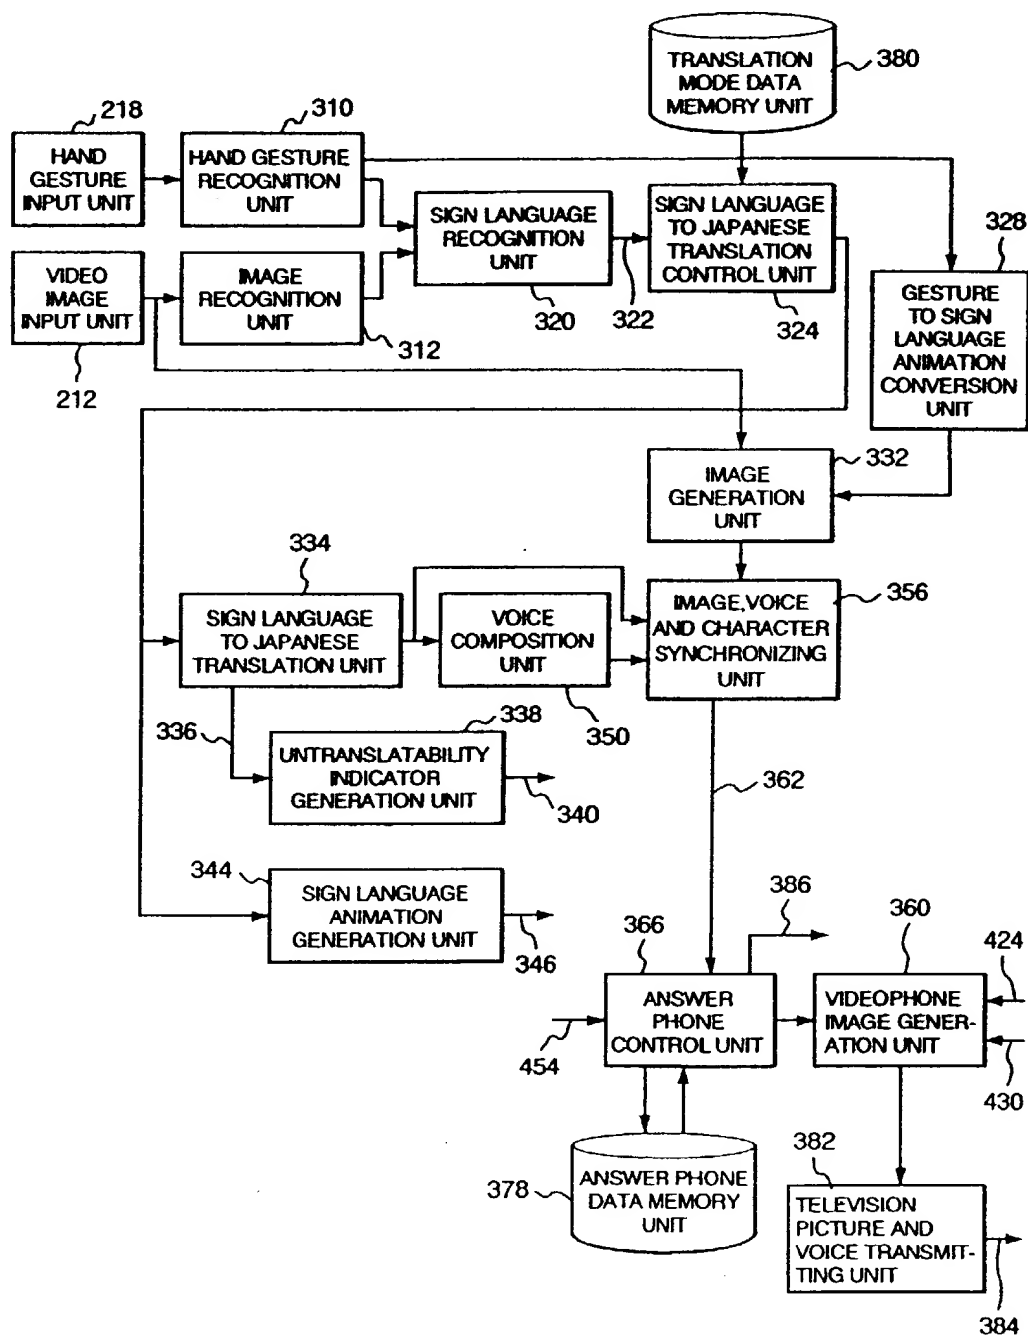 TRANSLATION
MODE DATA
MEMORY UNIT
380
218
HAND
GESTURE
INPUT UNIT
310
HAND GESTURE
RECOGNITION
UNIT
SIGN LANGUAGE
RECOGNITION
UNIT
320
322
SIGN LANGUAGE
TO JAPANESE
TRANSLATION
CONTROL UNIT
324
328
GESTURE
TO SIGN
LANGUAGE
ANIMATION
CONVERSION
UNIT
VIDEO
IMAGE
INPUT UNIT
212
IMAGE
RECOGNITION
UNIT
312
332
IMAGE
GENERATION
UNIT
334
SIGN LANGUAGE
TO JAPANESE
TRANSLATION UNIT
VOICE
COMPOSITION
UNIT
350
356
IMAGE,VOICE
AND CHARACTER
SYNCHRONIZING
UNIT
336
338
UNTRANSLATABILITY
INDICATOR
GENERATION UNIT
340
362
344
SIGN LANGUAGE
ANIMATION
GENERATION UNIT
346
386
366
ANSWER
PHONE
CONTROL UNIT
454
360
VIDEOPHONE
IMAGE GENER-
ATION UNIT
424
430
378
ANSWER PHONE
DATA MEMORY
UNIT
382
TELEVISION
PICTURE AND
VOICE TRANSMIT-
TING UNIT
384